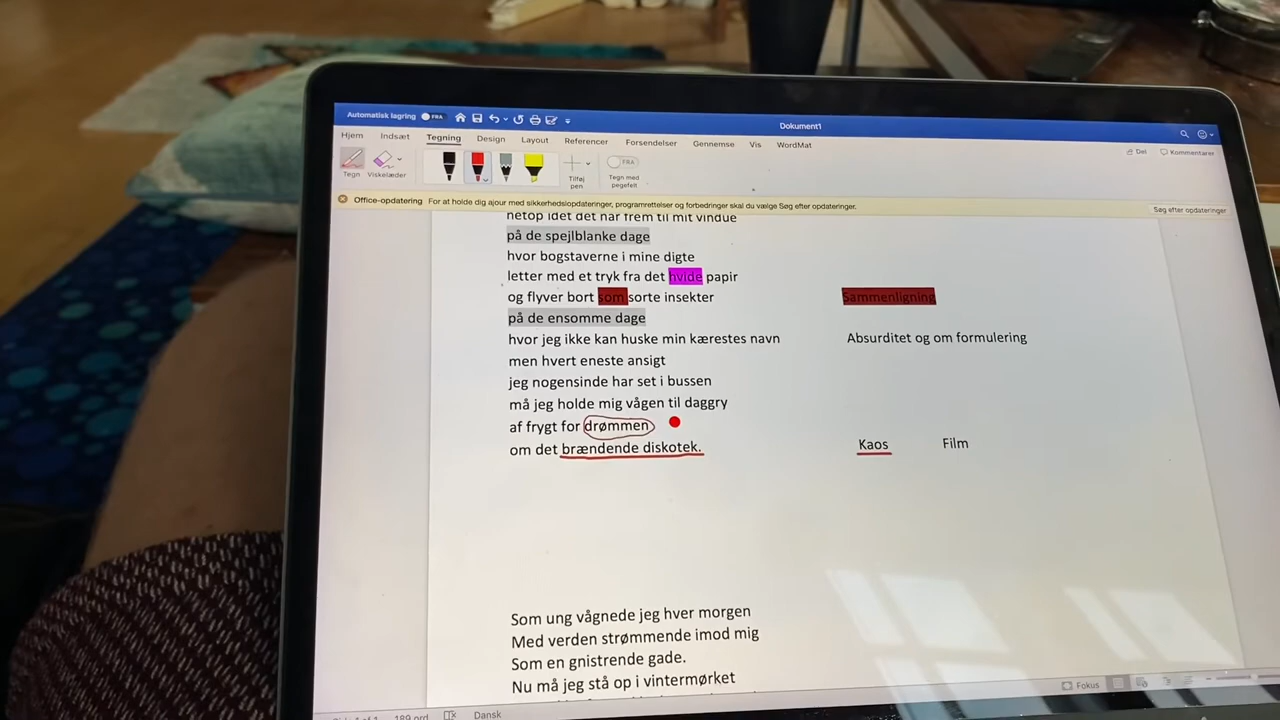 Automatisk lagring FRA Dokument1
Hjem Indsæt Tegning Design Layout Referencer Forsendelser Gennemse Vis WordMat Del Kommentarer
Tegn Viskelæder Tilføj pen FRA Tegn med pegefelt
Office-opdatering For at holde dig ajour med sikkerhedsopdateringer, programrettelser og forbedringer skal du vælge Søg efter opdateringer. Søg efter opdateringer
netop idet det når frem til mit vindue
på de spejlblanke dage
hvor bogstaverne i mine digte
letter med et tryk fra det hvide papir
og flyver bort som sorte insekter Sammenligning
på de ensomme dage
hvor jeg ikke kan huske min kærestes navn Absurditet og om formulering
men hvert eneste ansigt
jeg nogensinde har set i bussen
må jeg holde mig vågen til daggry
af frygt for drømmen
om det brændende diskotek. Kaos Film
Som ung vågnede jeg hver morgen
Med verden strømmende imod mig
Som en gnistrende gade.
Nu må jeg stå op i vintermørket
Fokus
189 ord Dansk